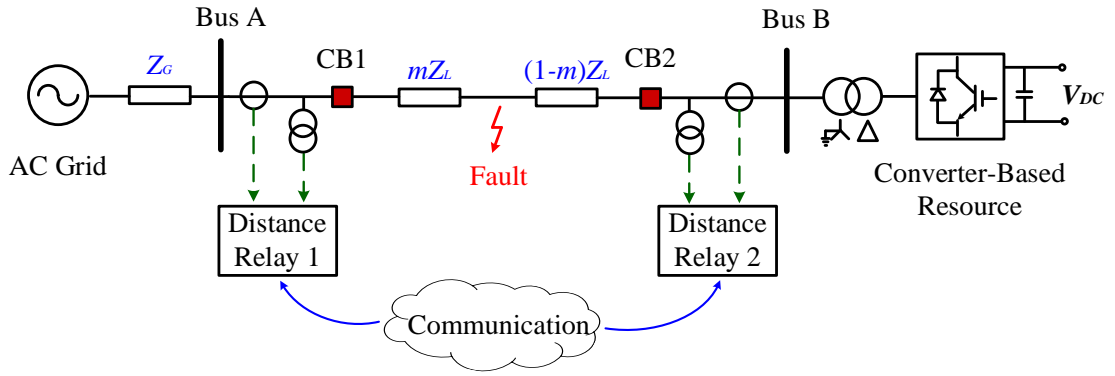 Bus A
Bus B
CB1
CB2
Z_G
mZ_L
(1-m)Z_L
V_DC
AC Grid
Fault
Converter-Based
Resource
Distance
Relay 1
Distance
Relay 2
Communication